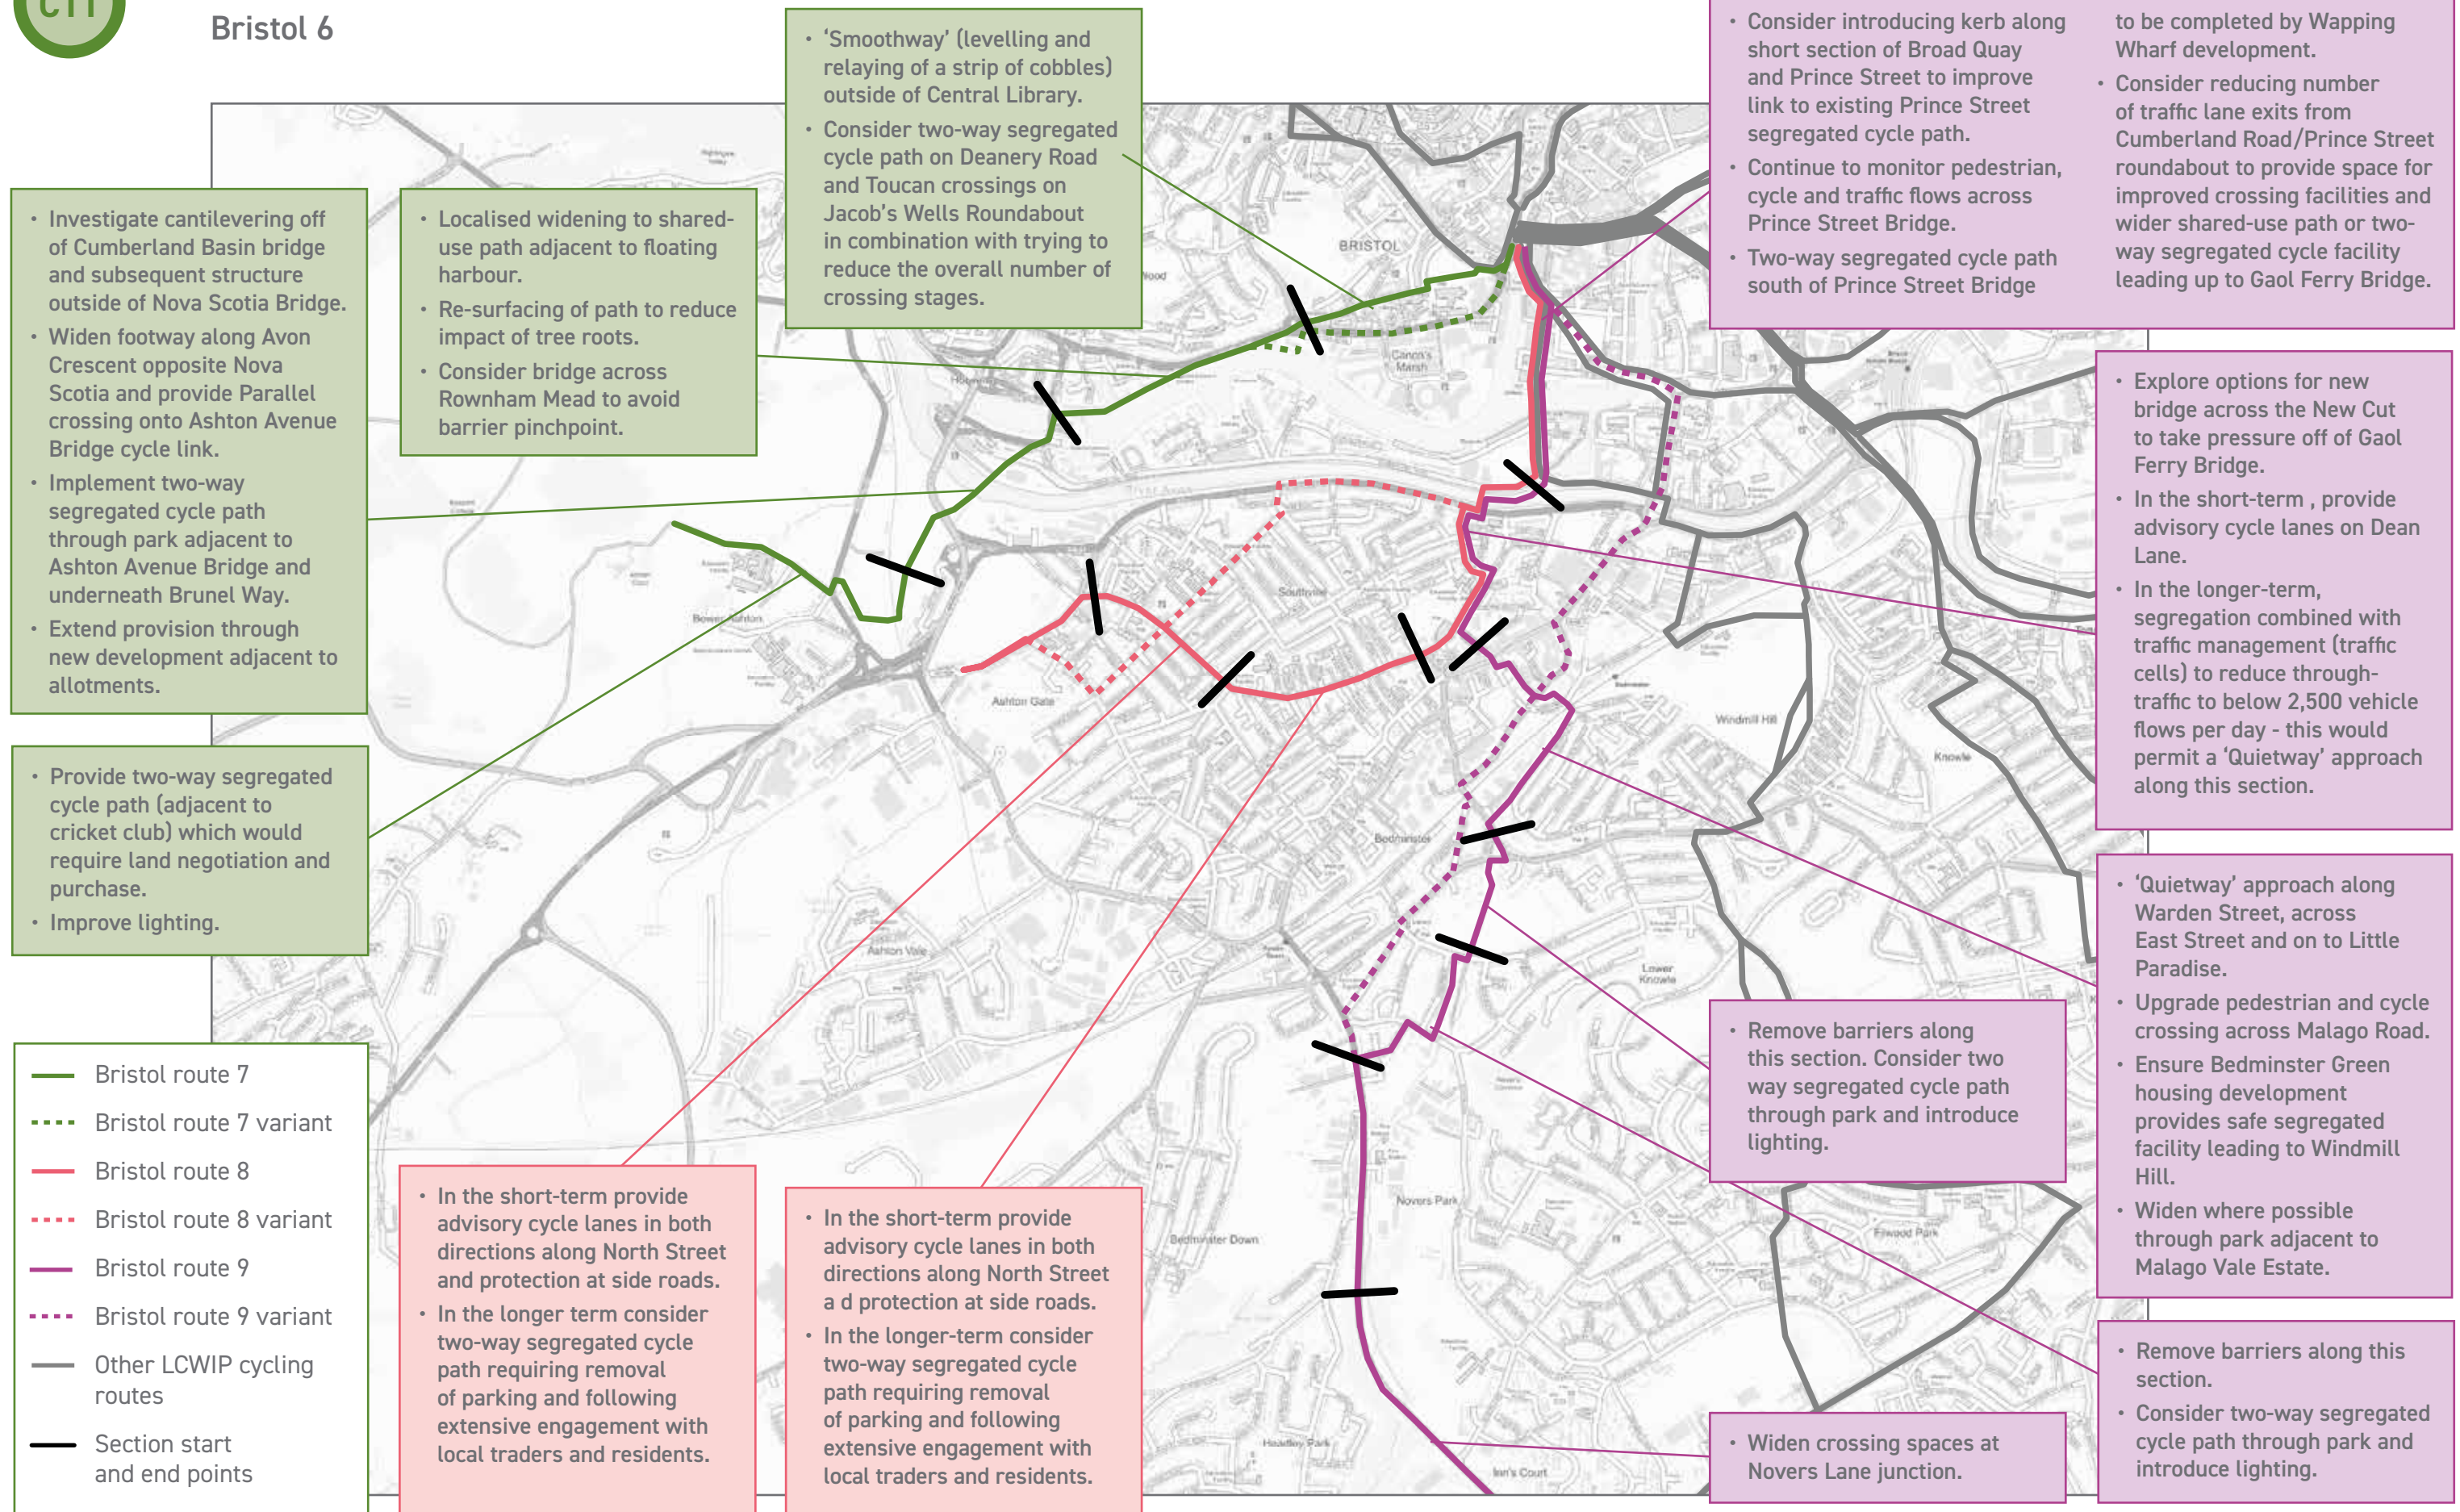 C11
Bristol 6
• Investigate cantilevering off
of Cumberland Basin bridge
and subsequent structure
outside of Nova Scotia Bridge.
• Widen footway along Avon
Crescent opposite Nova
Scotia and provide Parallel
crossing onto Ashton Avenue
Bridge cycle link.
• Implement two-way
segregated cycle path
through park adjacent to
Ashton Avenue Bridge and
underneath Brunel Way.
• Extend provision through
new development adjacent to
allotments.
• Localised widening to shared-
use path adjacent to floating
harbour.
• Re-surfacing of path to reduce
impact of tree roots.
• Consider bridge across
Rownham Mead to avoid
barrier pinchpoint.
• ‘Smoothway’ (levelling and
relaying of a strip of cobbles)
outside of Central Library.
• Consider two-way segregated
cycle path on Deanery Road
and Toucan crossings on
Jacob’s Wells Roundabout
in combination with trying to
reduce the overall number of
crossing stages.
• Consider introducing kerb along
short section of Broad Quay
and Prince Street to improve
link to existing Prince Street
segregated cycle path.
• Continue to monitor pedestrian,
cycle and traffic flows across
Prince Street Bridge.
• Two-way segregated cycle path
south of Prince Street Bridge
to be completed by Wapping
Wharf development.
• Consider reducing number
of traffic lane exits from
Cumberland Road/Prince Street
roundabout to provide space for
improved crossing facilities and
wider shared-use path or two-
way segregated cycle facility
leading up to Gaol Ferry Bridge.
• Explore options for new
bridge across the New Cut
to take pressure off of Gaol
Ferry Bridge.
• In the short-term , provide
advisory cycle lanes on Dean
Lane.
• In the longer-term,
segregation combined with
traffic management (traffic
cells) to reduce through-
traffic to below 2,500 vehicle
flows per day - this would
permit a ‘Quietway’ approach
along this section.
• Provide two-way segregated
cycle path (adjacent to
cricket club) which would
require land negotiation and
purchase.
• Improve lighting.
• ‘Quietway’ approach along
Warden Street, across
East Street and on to Little
Paradise.
• Upgrade pedestrian and cycle
crossing across Malago Road.
• Ensure Bedminster Green
housing development
provides safe segregated
facility leading to Windmill
Hill.
• Widen where possible
through park adjacent to
Malago Vale Estate.
• Remove barriers along
this section. Consider two
way segregated cycle path
through park and introduce
lighting.
• Remove barriers along this
section.
• Consider two-way segregated
cycle path through park and
introduce lighting.
• Widen crossing spaces at
Novers Lane junction.
• In the short-term provide
advisory cycle lanes in both
directions along North Street
and protection at side roads.
• In the longer term consider
two-way segregated cycle
path requiring removal
of parking and following
extensive engagement with
local traders and residents.
• In the short-term provide
advisory cycle lanes in both
directions along North Street
a d protection at side roads.
• In the longer-term consider
two-way segregated cycle
path requiring removal
of parking and following
extensive engagement with
local traders and residents.
Bristol route 7
Bristol route 7 variant
Bristol route 8
Bristol route 8 variant
Bristol route 9
Bristol route 9 variant
Other LCWIP cycling
routes
Section start
and end points
BRISTOL
Canon's
Marsh
Southville
Bower Ashton
Ashton Gate
Windmill Hill
Knowle
Bedminster
Ashton Vale
Lower
Knowle
Novers Park
Filwood Park
Bedminster Down
Headley Park
Inn's Court